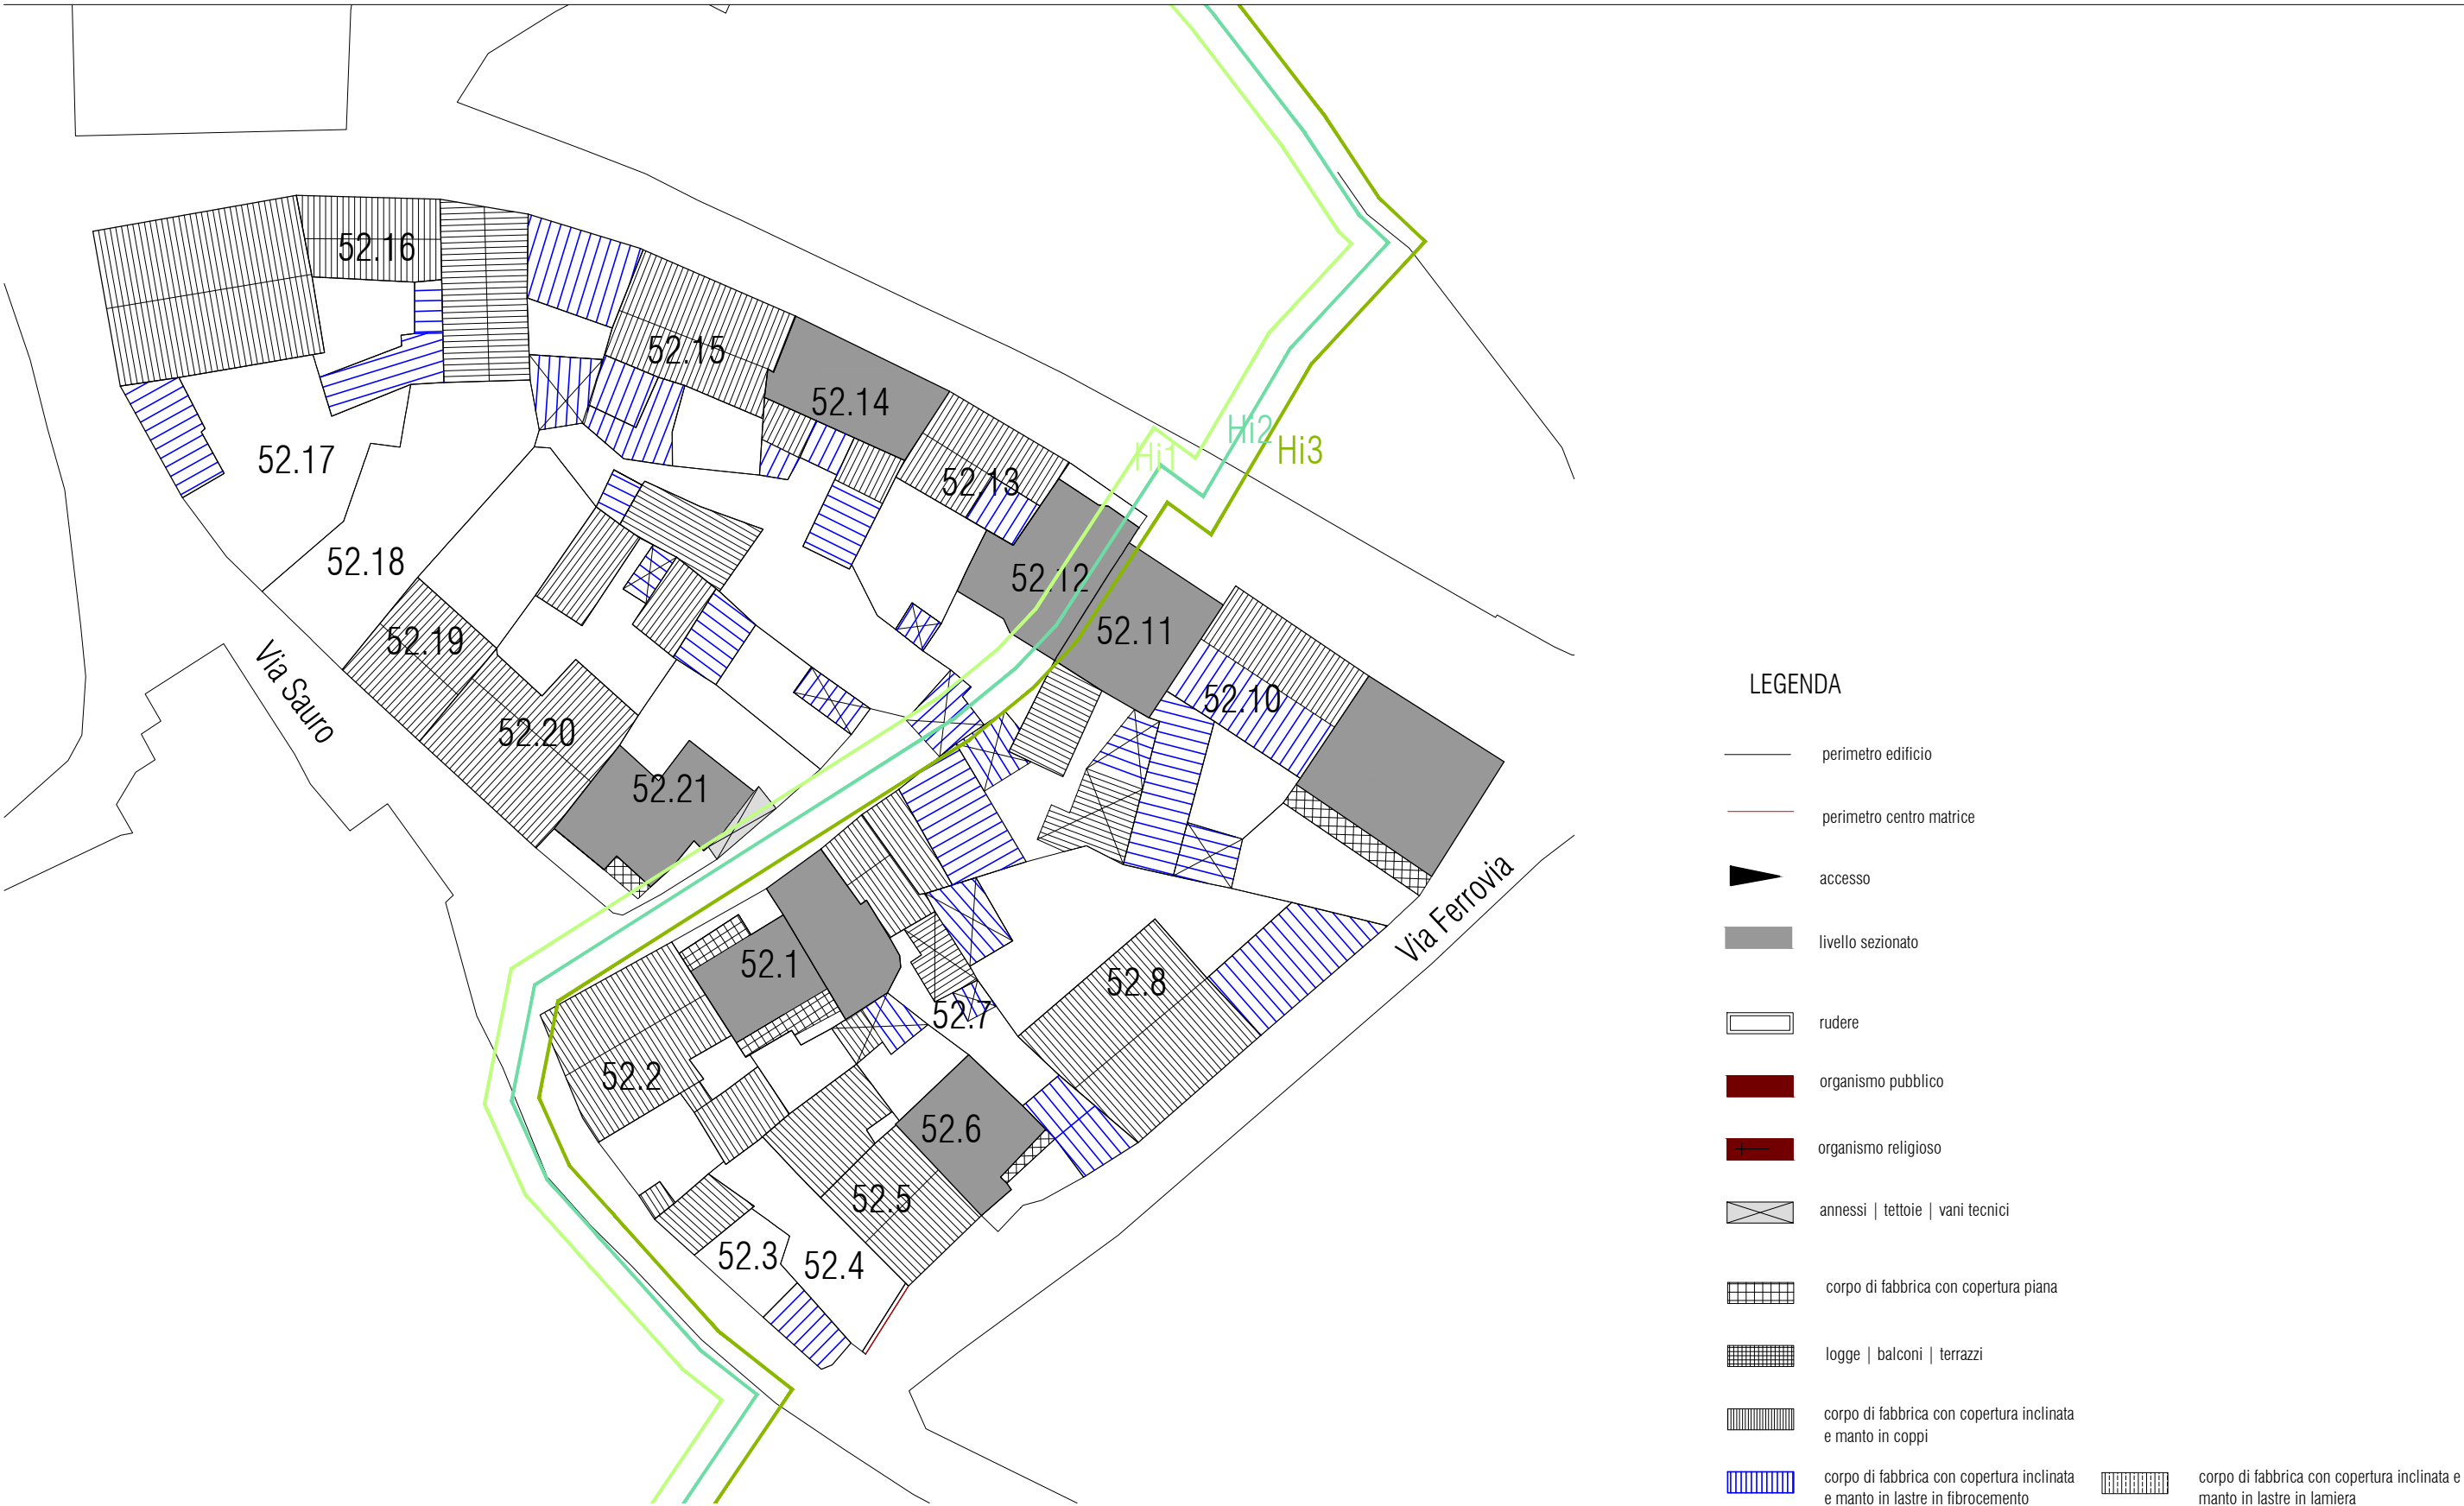 52.16
52.15
52.14
52.17
52.13
Hi1
Hi2
Hi3
52.18
52.12
52.11
52.19
52.10
52.20
52.21
Via Sauro
Via Ferrovia
52.1
52.8
52.7
52.2
52.6
52.5
52.3
52.4
LEGENDA
perimetro edificio
perimetro centro matrice
accesso
livello sezionato
rudere
organismo pubblico
organismo religioso
annessi | tettoie | vani tecnici
corpo di fabbrica con copertura piana
logge | balconi | terrazzi
corpo di fabbrica con copertura inclinata
e manto in coppi
corpo di fabbrica con copertura inclinata
e manto in lastre in fibrocemento
corpo di fabbrica con copertura inclinata e
manto in lastre in lamiera